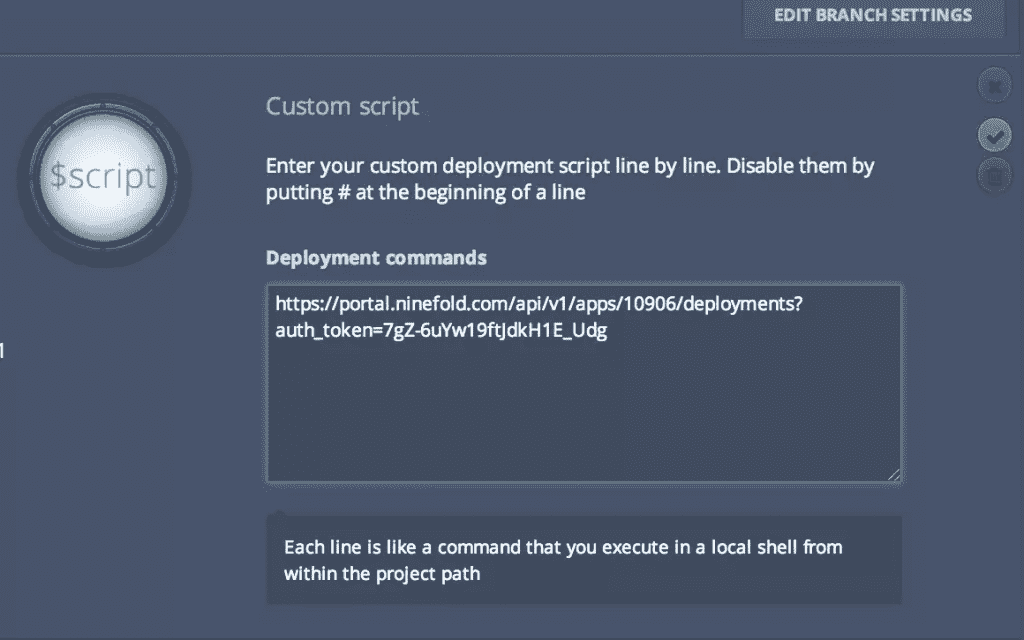 EDIT BRANCH SETTINGS
Custom script
$script
Enter your custom deployment script line by line. Disable them by
putting # at the beginning of a line
Deployment commands
https://portal.ninefold.com/api/v1/apps/10906/deployments?
auth_token=7gZ-6uYw19ftJdkH1E_Udg
Each line is like a command that you execute in a local shell from
within the project path